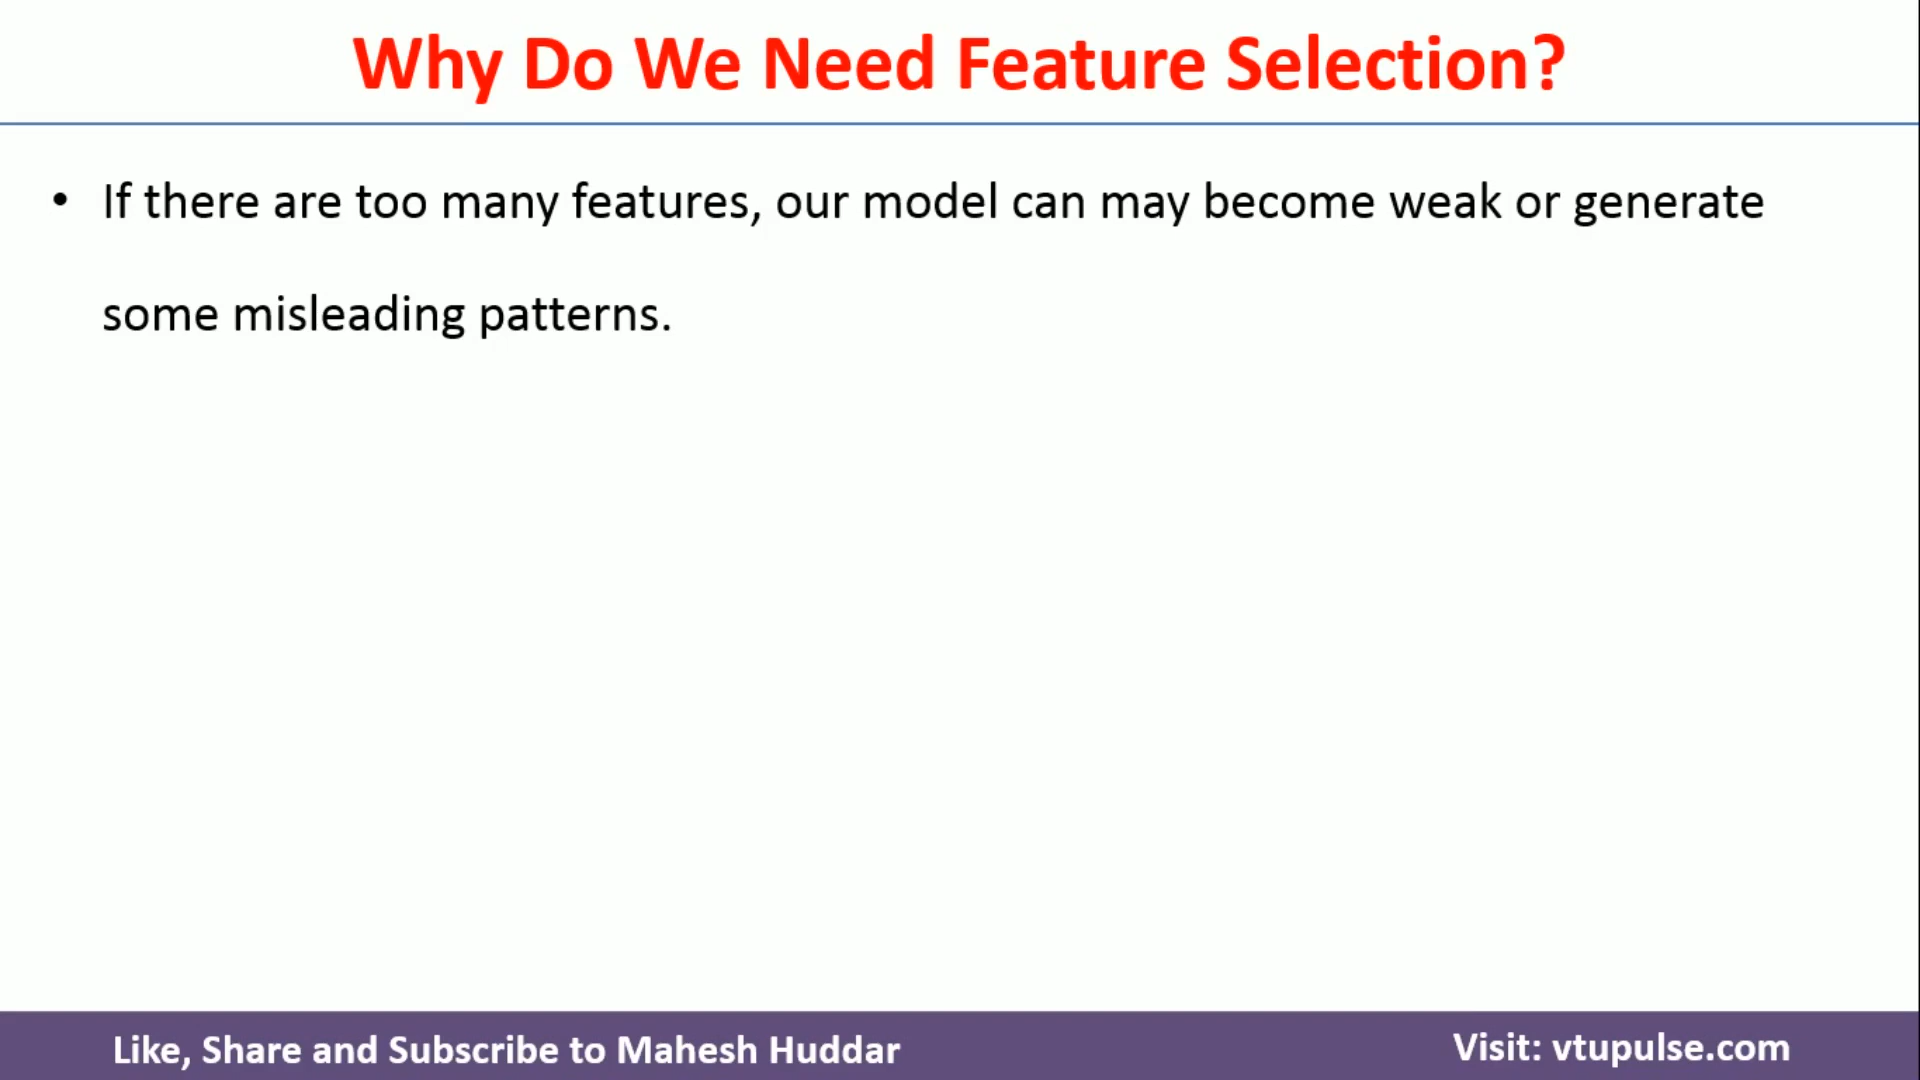 Why Do We Need Feature Selection?
• If there are too many features, our model can may become weak or generate
some misleading patterns.
Like, Share and Subscribe to Mahesh Huddar
Visit: vtupulse.com